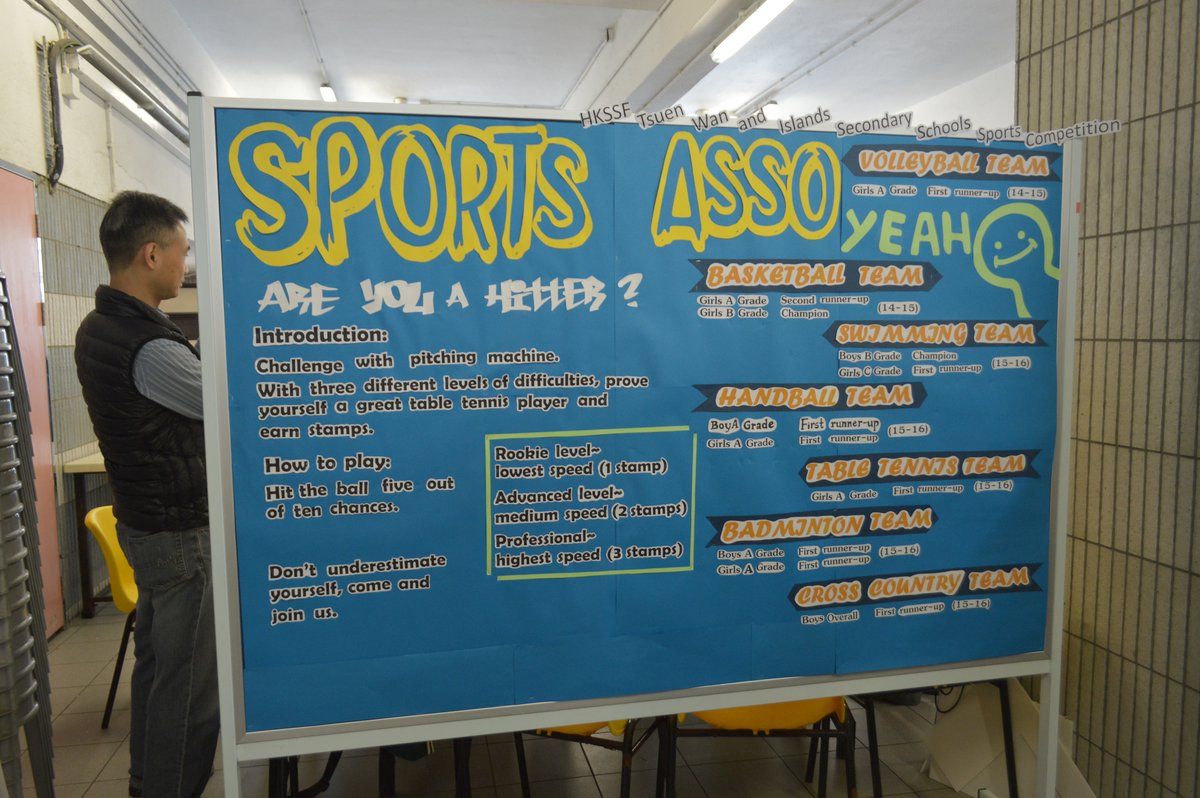 HKSSF Tsuen Wan and Islands Secondary Schools Sports Competition
SPORTS ASSO
ARE YOU A HITTER ?
Introduction:
Challenge with pitching machine.
With three different levels of difficulties, prove
yourself a great table tennis player and
earn stamps.
How to play:
Hit the ball five out
of ten chances.
Don't underestimate
yourself, come and
join us.
Rookie level~
lowest speed (1 stamp)
Advanced level~
medium speed (2 stamps)
Professional~
highest speed (3 stamps)
VOLLEYBALL TEAM
Girls A Grade First runner-up (14-15)
YEAH
BASKETBALL TEAM
Girls A Grade Second runner-up (14-15)
Girls B Grade Champion
SWIMMING TEAM
Boys B Grade Champion (15-16)
Girls C Grade First runner-up
HANDBALL TEAM
BoyA Grade First runner-up (15-16)
Girls A Grade First runner-up
TABLE TENNIS TEAM
Girls A Grade First runner-up (15-16)
BADMINTON TEAM
Boys A Grade First runner-up (15-16)
Girls A Grade First runner-up
CROSS COUNTRY TEAM
Boys Overall First runner-up (15-16)